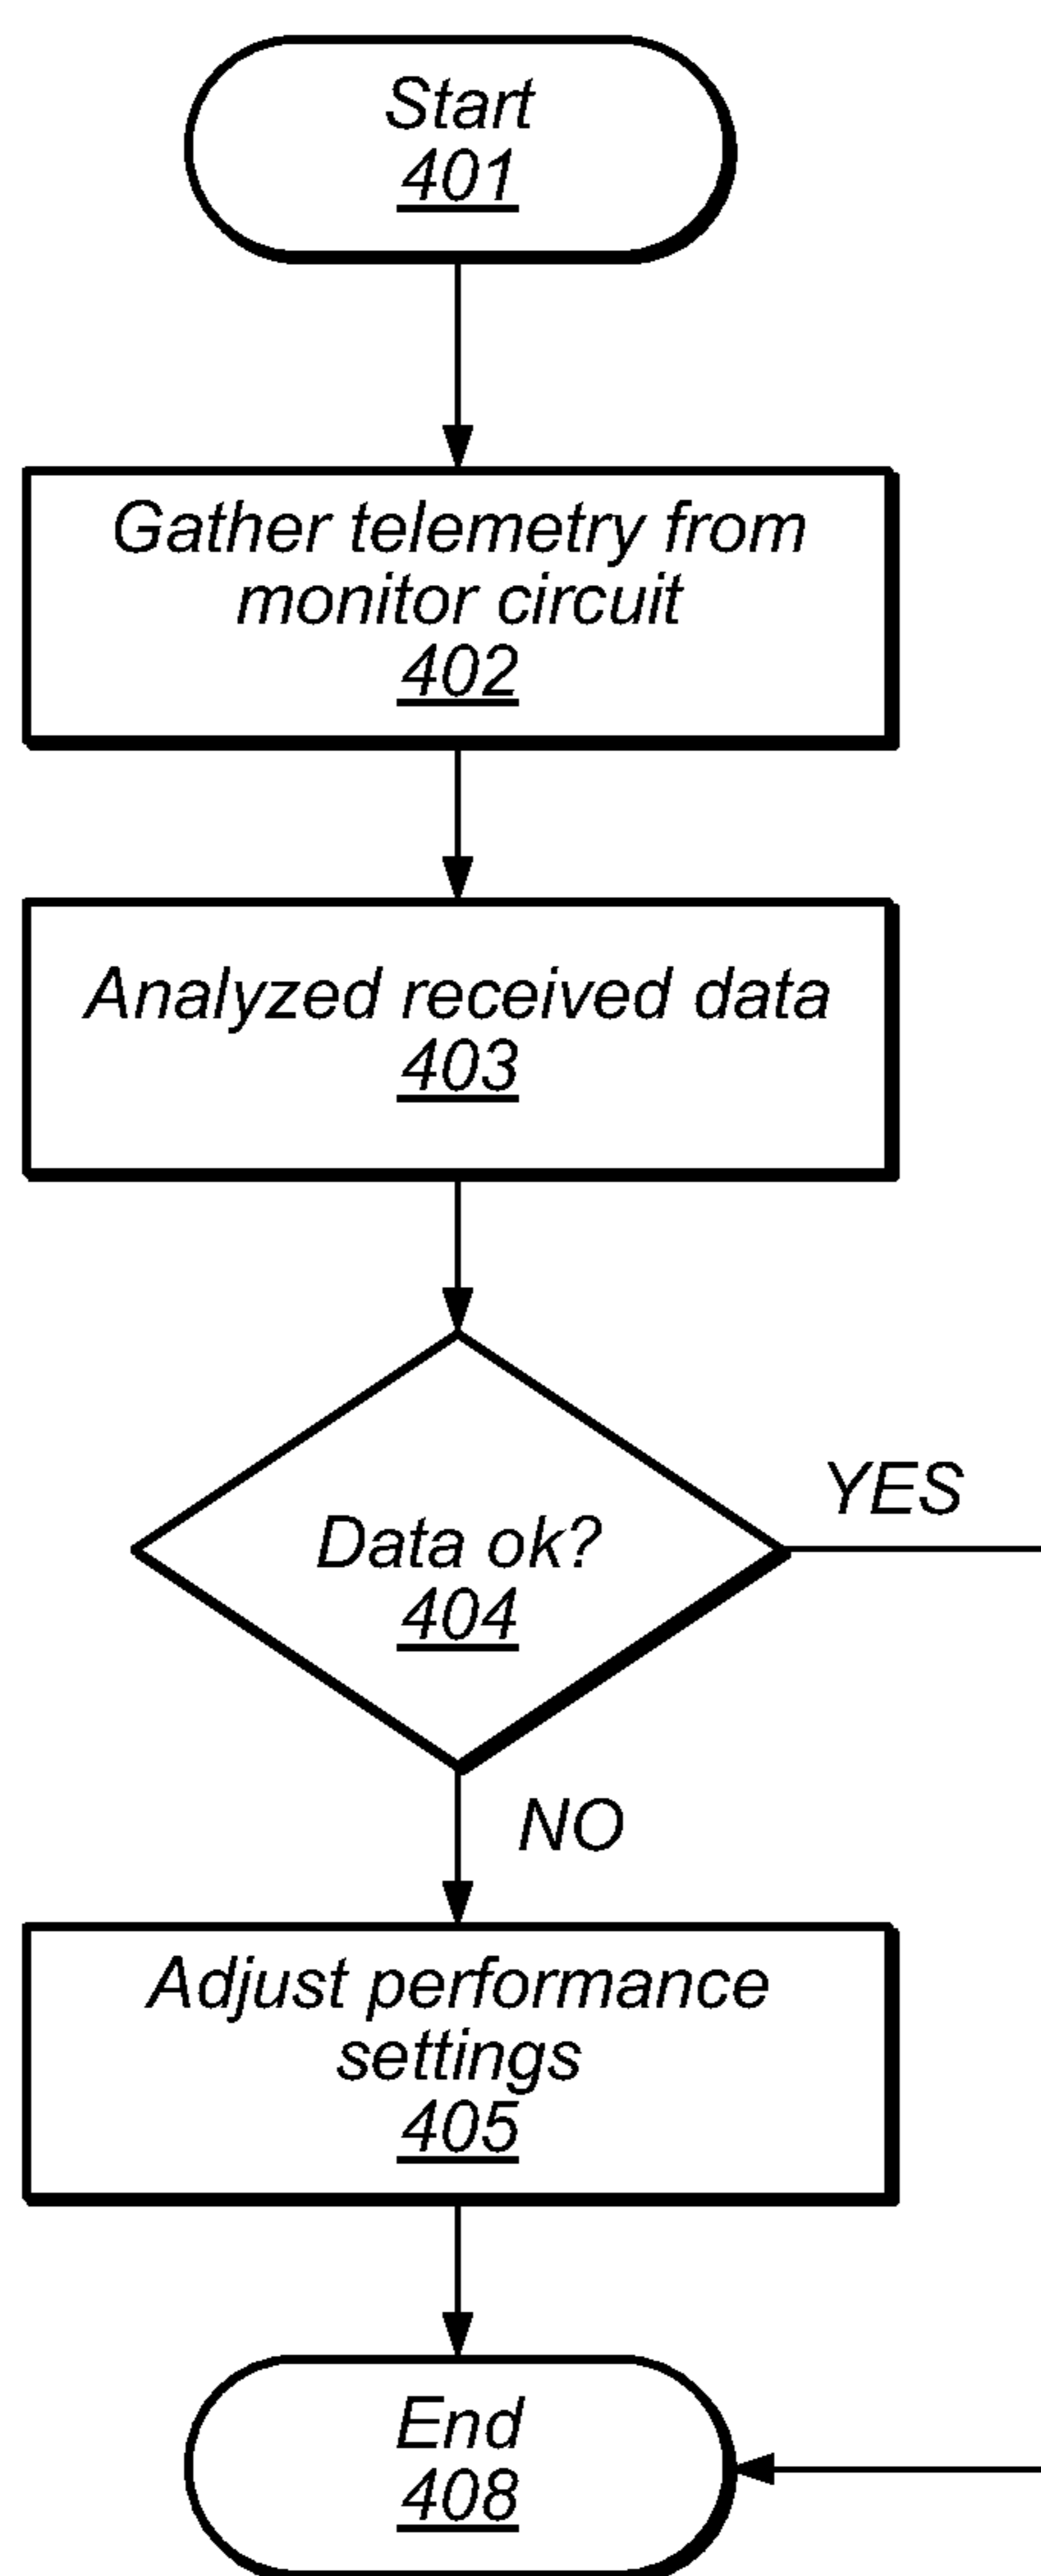 Start
401
Gather telemetry from
monitor circuit
402
Analyzed received data
403
Data ok?
404
YES
NO
Adjust performance
settings
405
End
408